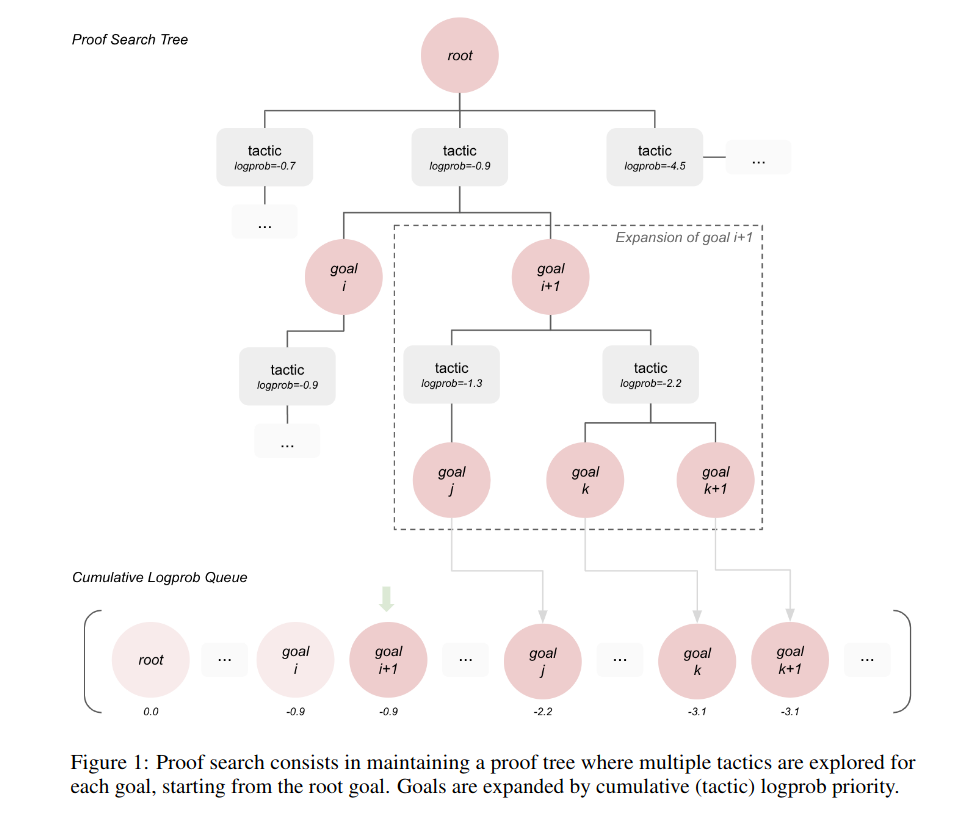 Proof Search Tree
root
tactic
logprob=-0.7
tactic
logprob=-0.9
tactic
logprob=-4.5
...
...
Expansion of goal i+1
goal
i
goal
i+1
tactic
logprob=-0.9
tactic
logprob=-1.3
tactic
logprob=-2.2
...
goal
j
goal
k
goal
k+1
Cumulative Logprob Queue
root
...
goal
i
goal
i+1
...
goal
j
...
goal
k
goal
k+1
...
0.0
-0.9
-0.9
-2.2
-3.1
-3.1
Figure 1: Proof search consists in maintaining a proof tree where multiple tactics are explored for
each goal, starting from the root goal. Goals are expanded by cumulative (tactic) logprob priority.